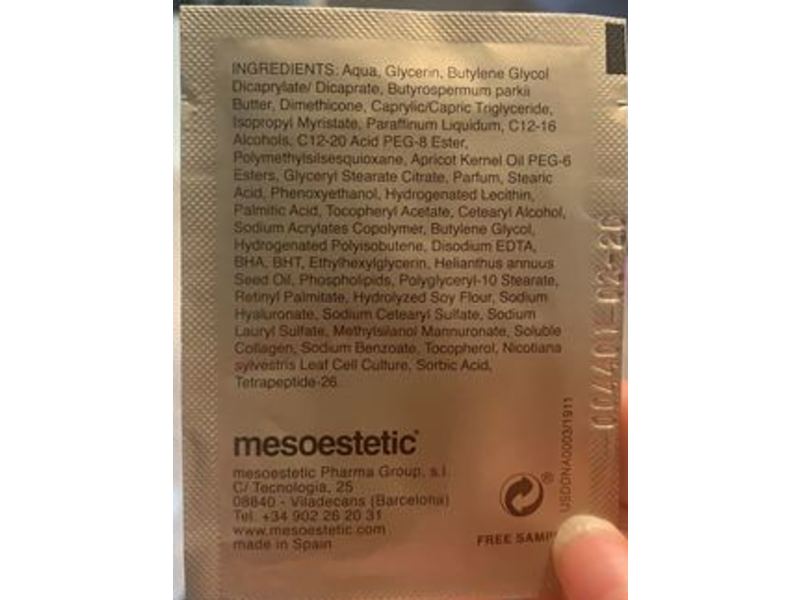 INGREDIENTS: Aqua, Glycerin, Butylene Glycol
Dicaprylate/ Dicaprate, Butyrospermum parkii
Butter, Dimethicone, Caprylic/Capric Triglyceride,
Isopropyl Myristate, Paraffinum Liquidum, C12-16
Alcohols, C12-20 Acid PEG-8 Ester,
Polymethylsilsesquioxane, Apricot Kernel Oil PEG-6
Esters, Glyceryl Stearate Citrate, Parfum, Stearic
Acid, Phenoxyethanol, Hydrogenated Lecithin,
Palmitic Acid, Tocopheryl Acetate, Cetearyl Alcohol,
Sodium Acrylates Copolymer, Butylene Glycol,
Hydrogenated Polyisobutene, Disodium EDTA,
BHA, BHT, Ethylhexylglycerin, Helianthus annuus
Seed Oil, Phospholipids, Polyglyceryl-10 Stearate,
Retinyl Palmitate, Hydrolyzed Soy Flour, Sodium
Hyaluronate, Sodium Cetearyl Sulfate, Sodium
Lauryl Sulfate, Methylsilanol Mannuronate, Soluble
Collagen, Sodium Benzoate, Tocopherol, Nicotiana
sylvestris Leaf Cell Culture, Sorbic Acid,
Tetrapeptide-26
mesoestetic®
mesoestetic Pharma Group, s.l.
C/ Tecnologia, 25
08840 - Viladecans (Barcelona)
Tel. +34 902 26 20 31
www.mesoestetic.com
made in Spain
®
FREE
USDDNA0003/1911